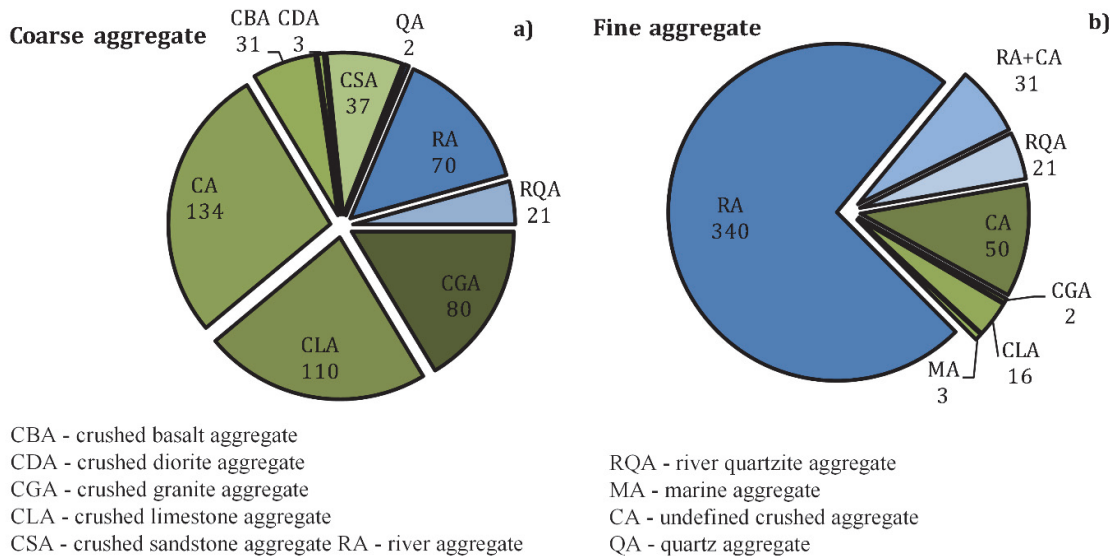 Coarse aggregate
a)
CBA CDA
31 3
QA
2
CSA
37
RA
70
RQA
21
CA
134
CGA
80
CLA
110
Fine aggregate
b)
RA+CA
31
RQA
21
RA
340
CA
50
CGA
2
CLA
16
MA
3
CBA - crushed basalt aggregate
CDA - crushed diorite aggregate
CGA - crushed granite aggregate
CLA - crushed limestone aggregate
CSA - crushed sandstone aggregate RA - river aggregate
RQA - river quartzite aggregate
MA - marine aggregate
CA - undefined crushed aggregate
QA - quartz aggregate